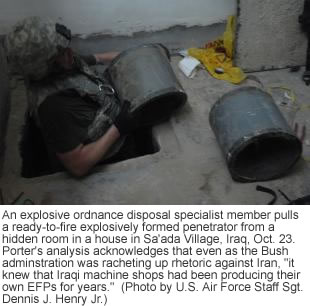 An explosive ordnance disposal specialist member pulls
a ready-to-fire explosively formed penetrator from a
hidden room in a house in Sa'ada Village, Iraq, Oct. 23.
Porter's analysis acknowledges that even as the Bush
adminstration was racheting up rhetoric against Iran, "it
knew that Iraqi machine shops had been producing their
own EFPs for years."  (Photo by U.S. Air Force Staff Sgt.
Dennis J. Henry Jr.)